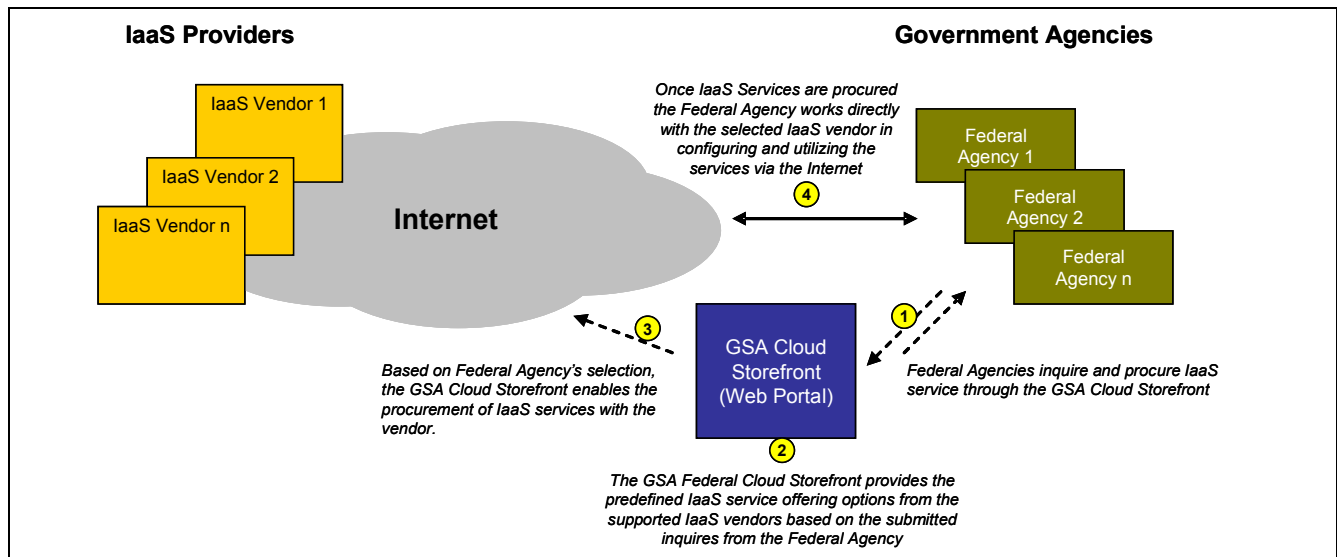 IaaS Providers
Government Agencies
IaaS Vendor 1
IaaS Vendor 2
IaaS Vendor n
Internet
Once IaaS Services are procured
the Federal Agency works directly
with the selected IaaS vendor in
configuring and utilizing the
services via the Internet
4
Federal
Agency 1
Federal
Agency 2
Federal
Agency n
1
Federal Agencies inquire and procure IaaS
service through the GSA Cloud Storefront
3
Based on Federal Agency's selection,
the GSA Cloud Storefront enables the
procurement of IaaS services with the
vendor.
GSA Cloud
Storefront
(Web Portal)
2
The GSA Federal Cloud Storefront provides the
predefined IaaS service offering options from the
supported IaaS vendors based on the submitted
inquires from the Federal Agency